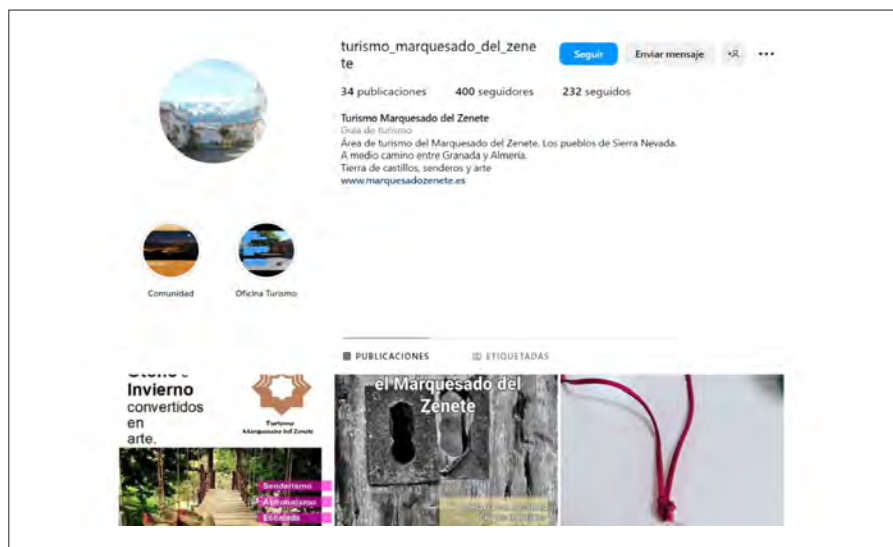 turismo_marquesado_del_zene
te
Seguir
Enviar mensaje
34 publicaciones 400 seguidores 232 seguidos
Turismo Marquesado del Zenete
Guía de turismo
Área de turismo del Marquesado del Zenete. Los pueblos de Sierra Nevada.
A medio camino entre Granada y Almería.
Tierra de castillos, senderos y arte
www.marquesadozenete.es
Comunidad
Oficina Turismo
PUBLICACIONES
ETIQUETADAS
Invierno
convertidos
en
arte.
Turismo
Marquesado del Zenete
Senderismo
Astroturismo
Escalada
el Marquesado del
Zenete